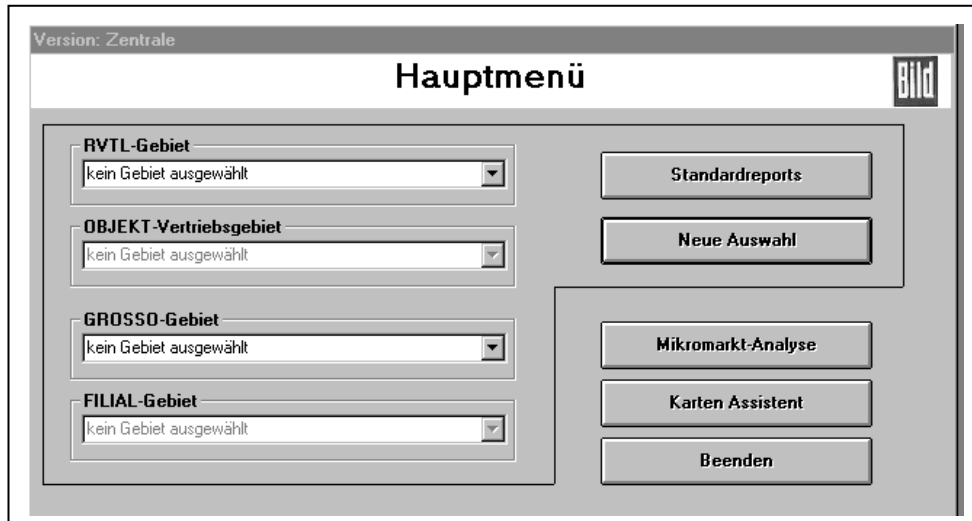 Version: Zentrale
Hauptmenü
Bild
RVTL-Gebiet
kein Gebiet ausgewählt
OBJEKT-Vertriebsgebiet
kein Gebiet ausgewählt
GROSSO-Gebiet
kein Gebiet ausgewählt
FILIAL-Gebiet
kein Gebiet ausgewählt
Standardreports
Neue Auswahl
Mikromarkt-Analyse
Karten Assistent
Beenden